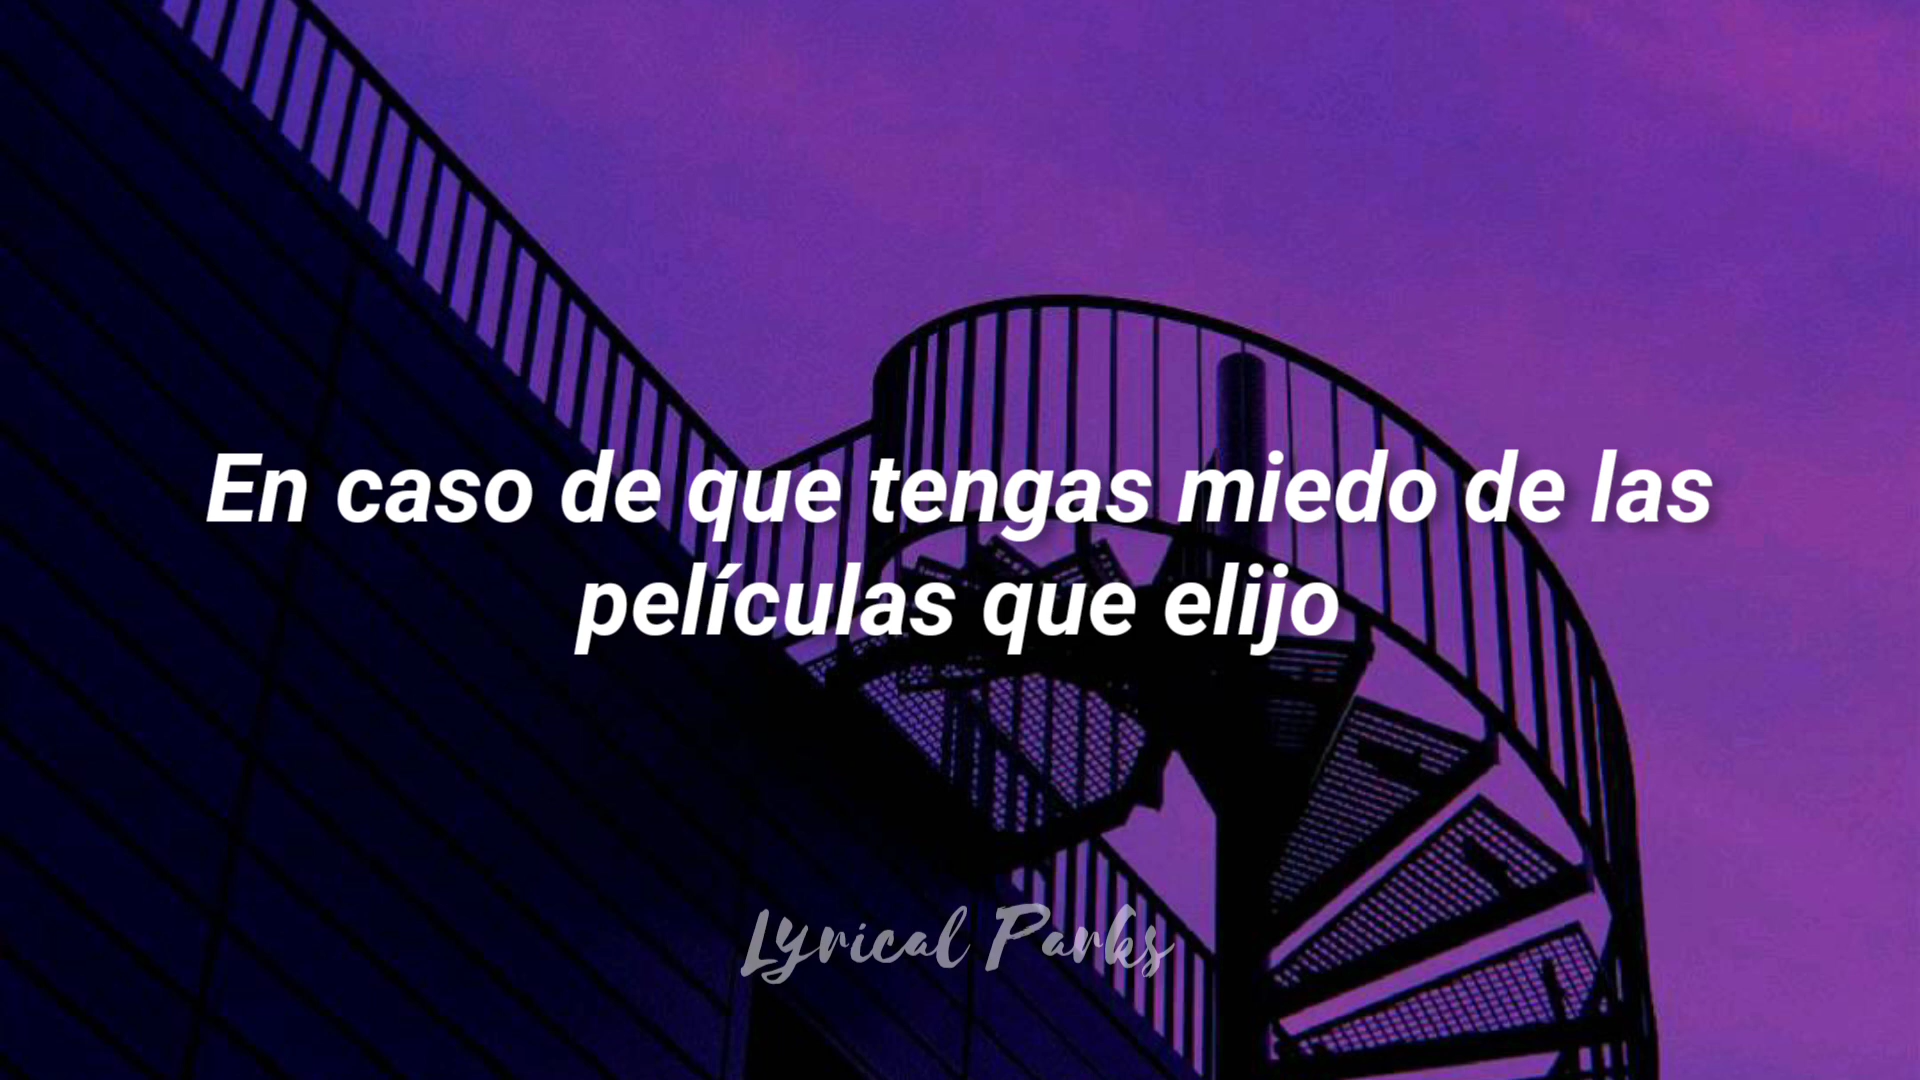 En caso de que tengas miedo de las
películas que elijo
Lyrical Parks